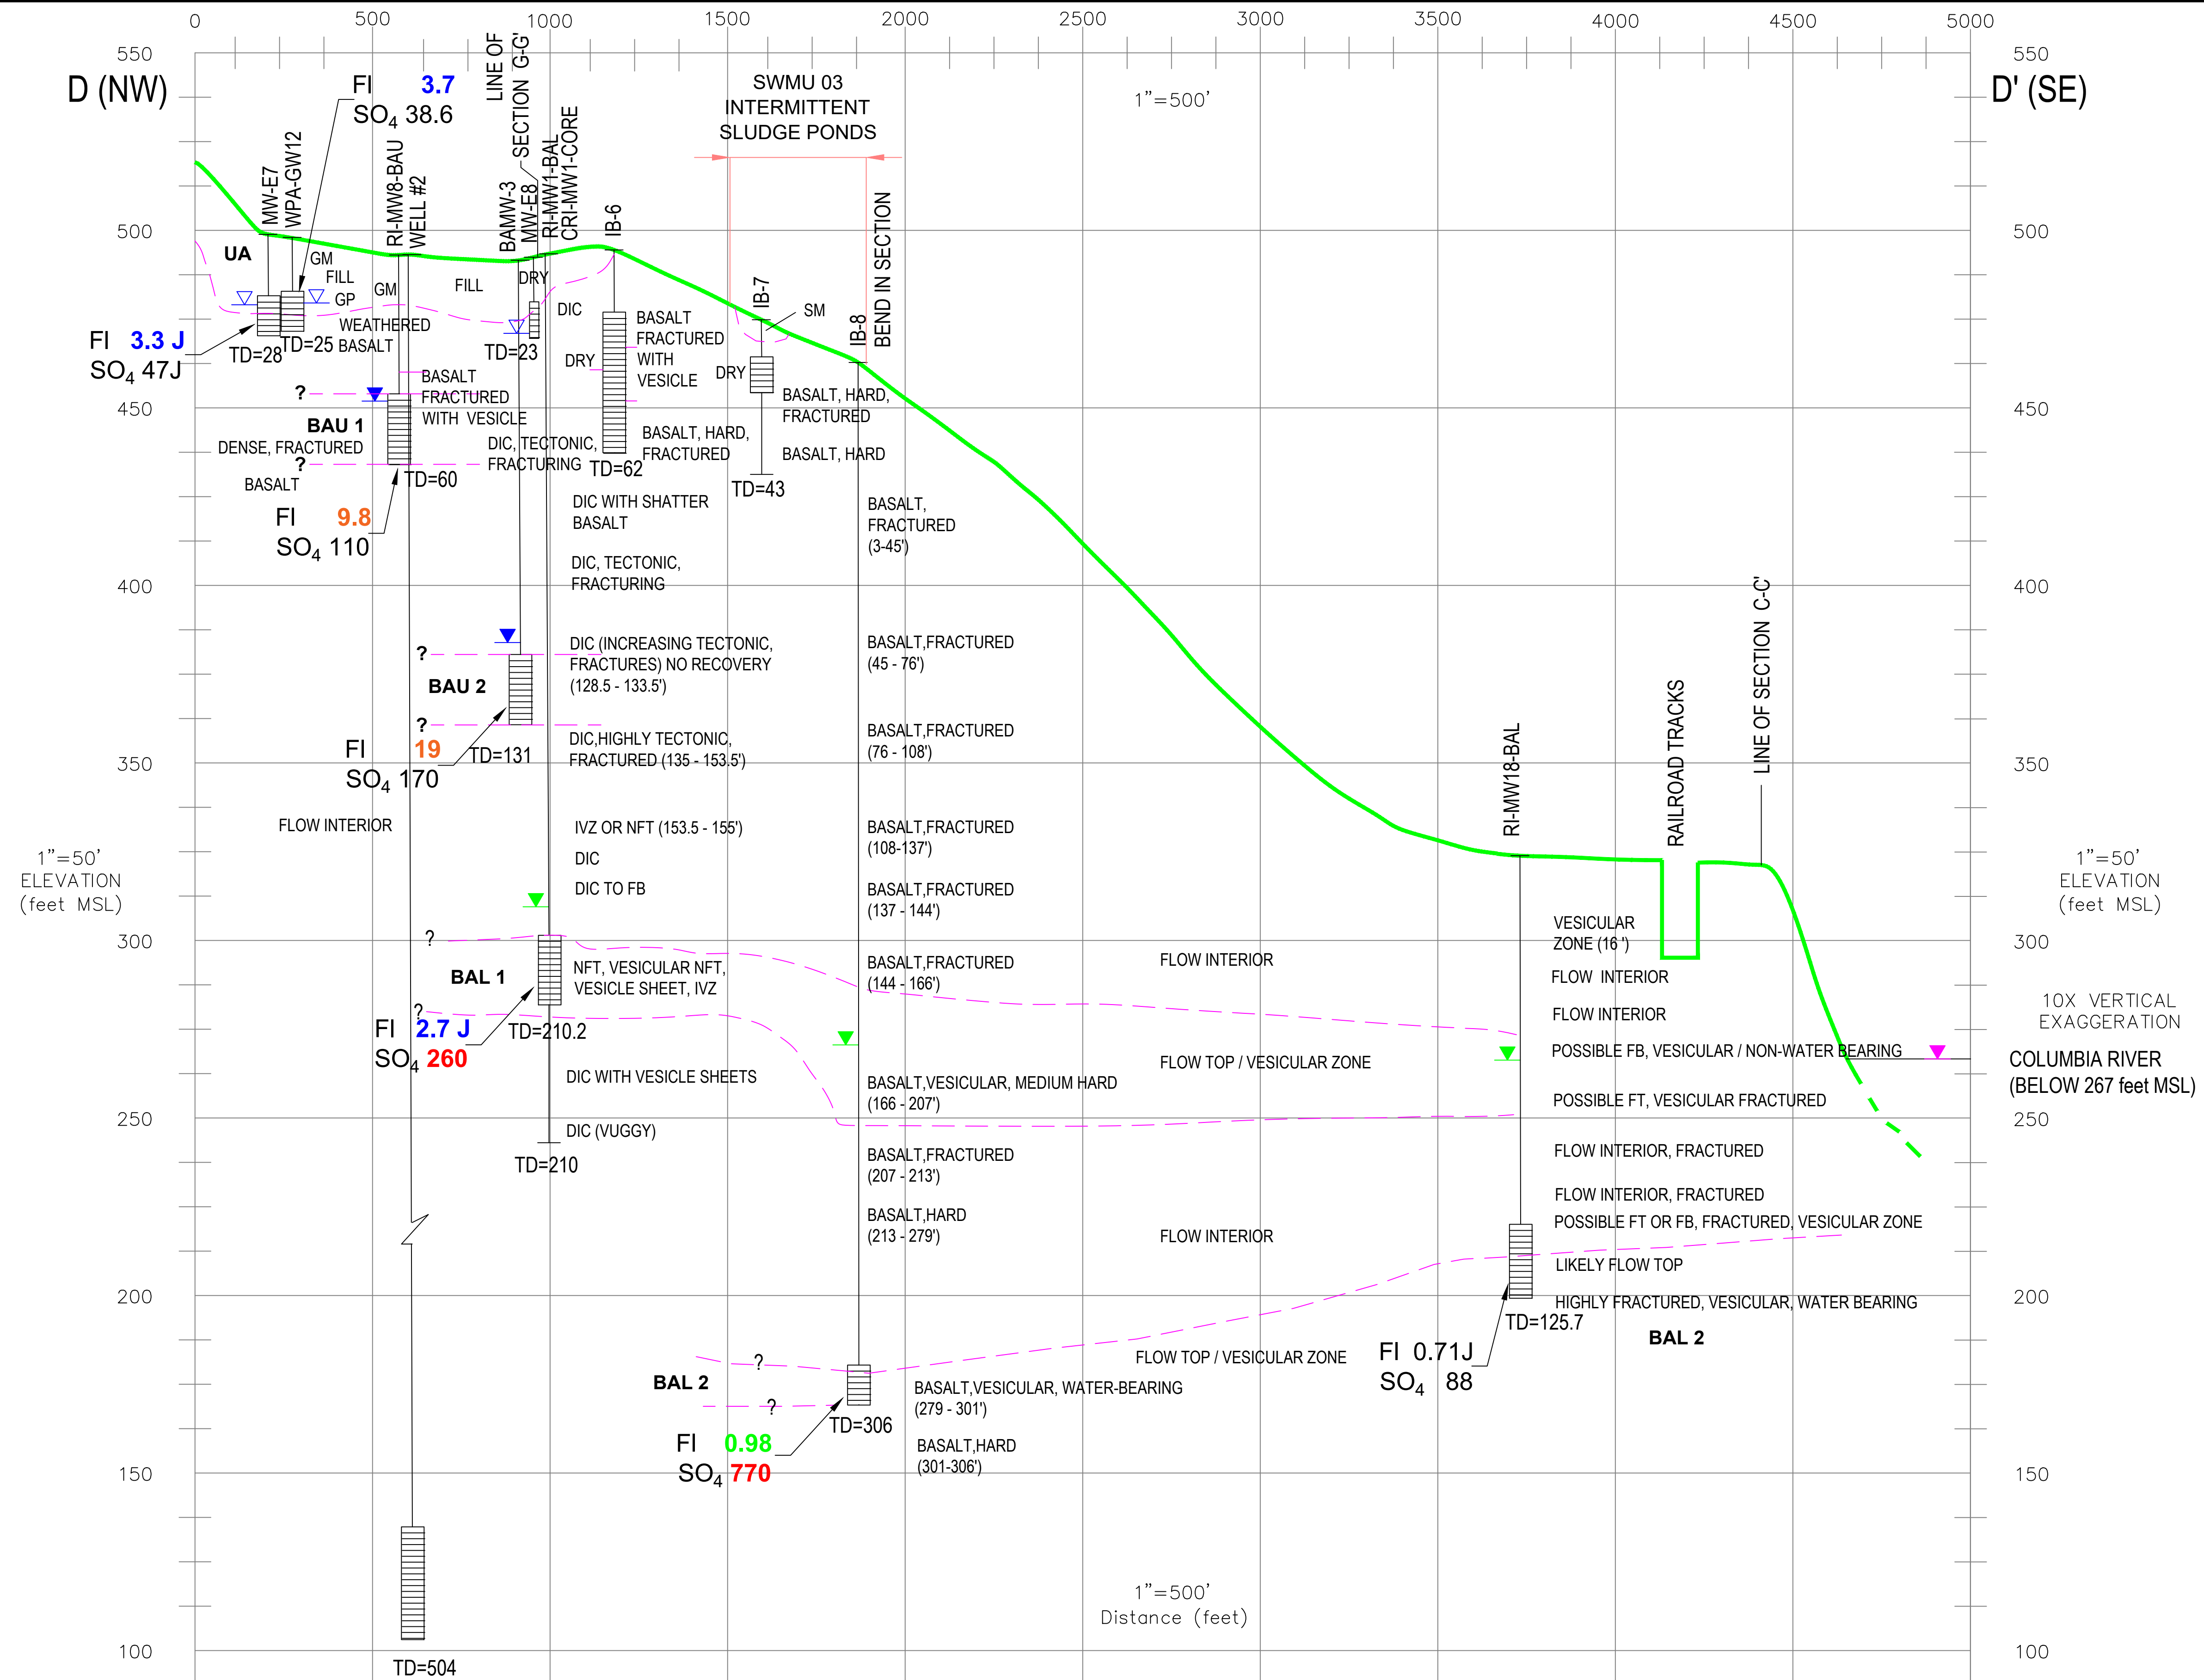 0 500 1000 1500 2000 2500 3000 3500 4000 4500 5000
550
550
D (NW)
D' (SE)
Fl 3.7
SO4 38.6
LINE OF
SECTION G-G'
SWMU 03
INTERMITTENT
SLUDGE PONDS
1"=500'
MW-E7
WPA-GW12
RI-MW8-BAU
WELL #2
BAMW-3
MW-E8
RI-MW1-BAL
CRI-MW1-CORE
IB-6
IB-7
IB-8
BEND IN SECTION
500
500
UA
GM
FILL
GP
GM
FILL
DRY
DIC
WEATHERED
BASALT
SM
Fl 3.3 J
SO4 47J
TD=28
TD=25
TD=23
BASALT
FRACTURED
WITH
VESICLE
DRY
DRY
?
BASALT
FRACTURED
WITH VESICLE
BASALT, HARD,
FRACTURED
450
450
BAU 1
DENSE, FRACTURED
?
BASALT
DIC, TECTONIC,
FRACTURING
BASALT, HARD,
FRACTURED
BASALT, HARD
TD=60
TD=62
TD=43
Fl 9.8
SO4 110
DIC WITH SHATTER
BASALT
BASALT,
FRACTURED
(3-45')
DIC, TECTONIC,
FRACTURING
400
400
?
BAU 2
?
DIC (INCREASING TECTONIC,
FRACTURES) NO RECOVERY
(128.5 - 133.5')
BASALT,FRACTURED
(45 - 76')
Fl 19
SO4 170
TD=131
DIC,HIGHLY TECTONIC,
FRACTURED (135 - 153.5')
BASALT,FRACTURED
(76 - 108')
RI-MW18-BAL
RAILROAD TRACKS
LINE OF SECTION C-C'
350
350
FLOW INTERIOR
IVZ OR NFT (153.5 - 155')
DIC
DIC TO FB
BASALT,FRACTURED
(108-137')
BASALT,FRACTURED
(137 - 144')
1"=50'
ELEVATION
(feet MSL)
1"=50'
ELEVATION
(feet MSL)
300
300
?
BAL 1
?
NFT, VESICULAR NFT,
VESICLE SHEET, IVZ
BASALT,FRACTURED
(144 - 166')
FLOW INTERIOR
VESICULAR
ZONE (16 ')
FLOW INTERIOR
FLOW INTERIOR
10X VERTICAL
EXAGGERATION
Fl 2.7 J
SO4 260
TD=210.2
DIC WITH VESICLE SHEETS
BASALT,VESICULAR, MEDIUM HARD
(166 - 207')
FLOW TOP / VESICULAR ZONE
POSSIBLE FB, VESICULAR / NON-WATER BEARING
COLUMBIA RIVER
(BELOW 267 feet MSL)
POSSIBLE FT, VESICULAR FRACTURED
250
250
DIC (VUGGY)
TD=210
BASALT,FRACTURED
(207 - 213')
FLOW INTERIOR, FRACTURED
FLOW INTERIOR, FRACTURED
BASALT,HARD
(213 - 279')
FLOW INTERIOR
POSSIBLE FT OR FB, FRACTURED, VESICULAR ZONE
LIKELY FLOW TOP
200
200
HIGHLY FRACTURED, VESICULAR, WATER BEARING
TD=125.7
BAL 2
Fl 0.71J
SO4 88
?
BAL 2
?
FLOW TOP / VESICULAR ZONE
BASALT,VESICULAR, WATER-BEARING
(279 - 301')
TD=306
Fl 0.98
SO4 770
BASALT,HARD
(301-306')
150
150
1"=500'
Distance (feet)
100
100
TD=504